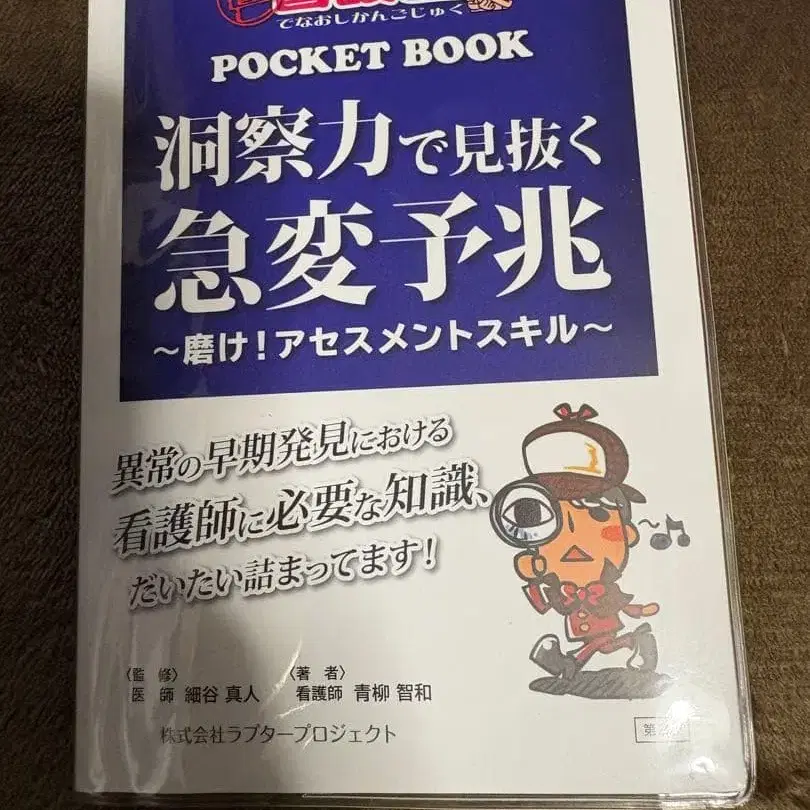 でなおしかんごじゅく
POCKET BOOK
洞察力で見抜く
急変予兆
～磨け！アセスメントスキル～
異常の早期発見における
看護師に必要な知識、
だいたい詰まってます！
〈監 修〉 〈著 者〉
医 師 細谷 真人 看護師 青柳 智和
株式会社ラプタープロジェクト
第